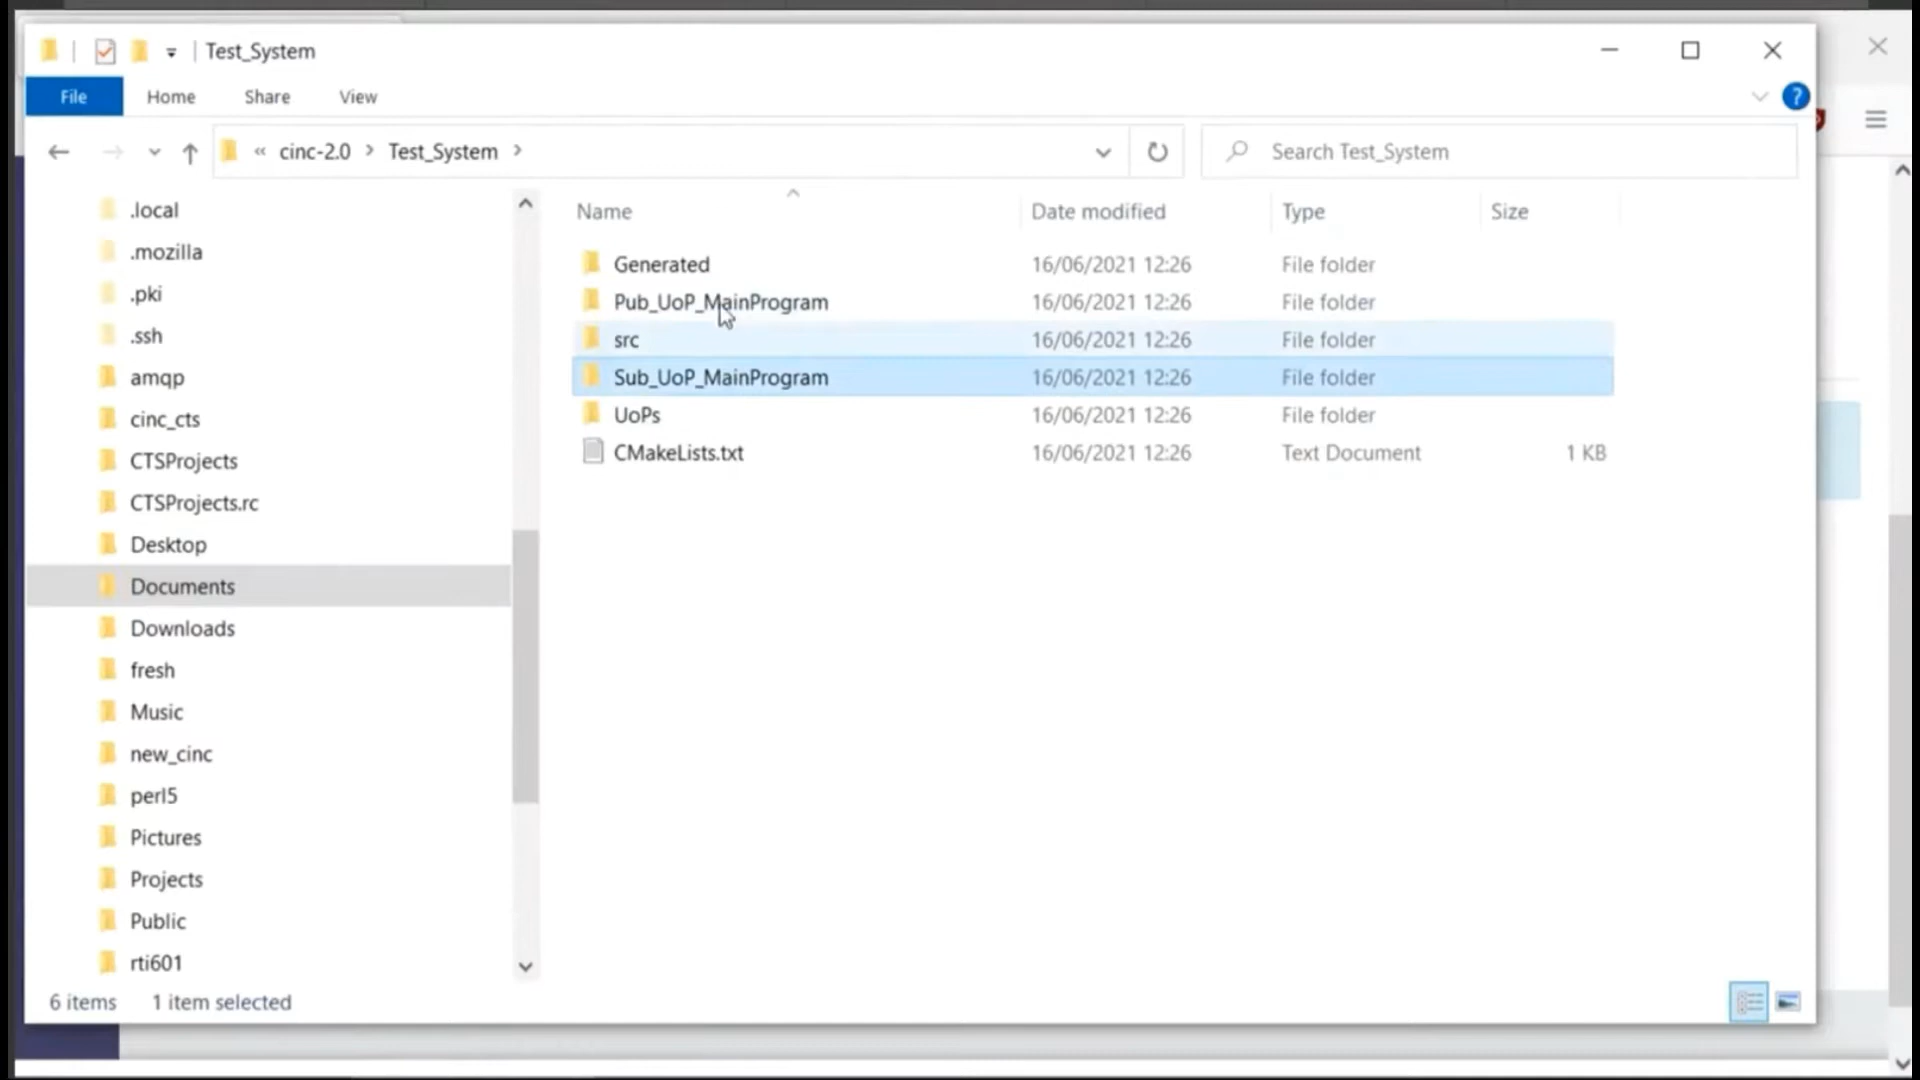 Test_System
File Home Share View ?
« cinc-2.0 > Test_System > Search Test_System
.local
.mozilla
.pki
.ssh
amqp
cinc_cts
CTSProjects
CTSProjects.rc
Desktop
Documents
Downloads
fresh
Music
new_cinc
perl5
Pictures
Projects
Public
rti601
Name Date modified Type Size
Generated 16/06/2021 12:26 File folder
Pub_UoP_MainProgram 16/06/2021 12:26 File folder
src 16/06/2021 12:26 File folder
Sub_UoP_MainProgram 16/06/2021 12:26 File folder
UoPs 16/06/2021 12:26 File folder
CMakeLists.txt 16/06/2021 12:26 Text Document 1 KB
6 items 1 item selected